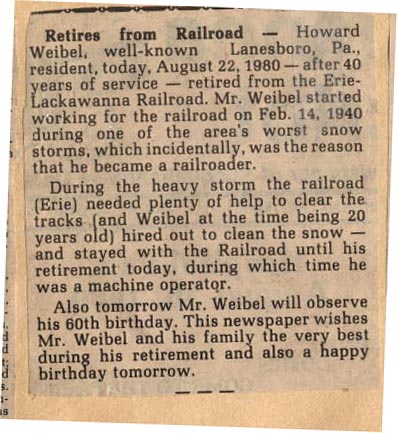 Retires from Railroad — Howard
Weibel, well-known Lanesboro, Pa.,
resident, today, August 22, 1980 — after 40
years of service — retired from the Erie-
Lackawanna Railroad. Mr. Weibel started
working for the railroad on Feb. 14, 1940
during one of the area's worst snow
storms, which incidentally, was the reason
that he became a railroader.
During the heavy storm the railroad
(Erie) needed plenty of help to clear the
tracks (and Weibel at the time being 20
years old) hired out to clean the snow —
and stayed with the Railroad until his
retirement today, during which time he
was a machine operator.
Also tomorrow Mr. Weibel will observe
his 60th birthday. This newspaper wishes
Mr. Weibel and his family the very best
during his retirement and also a happy
birthday tomorrow.